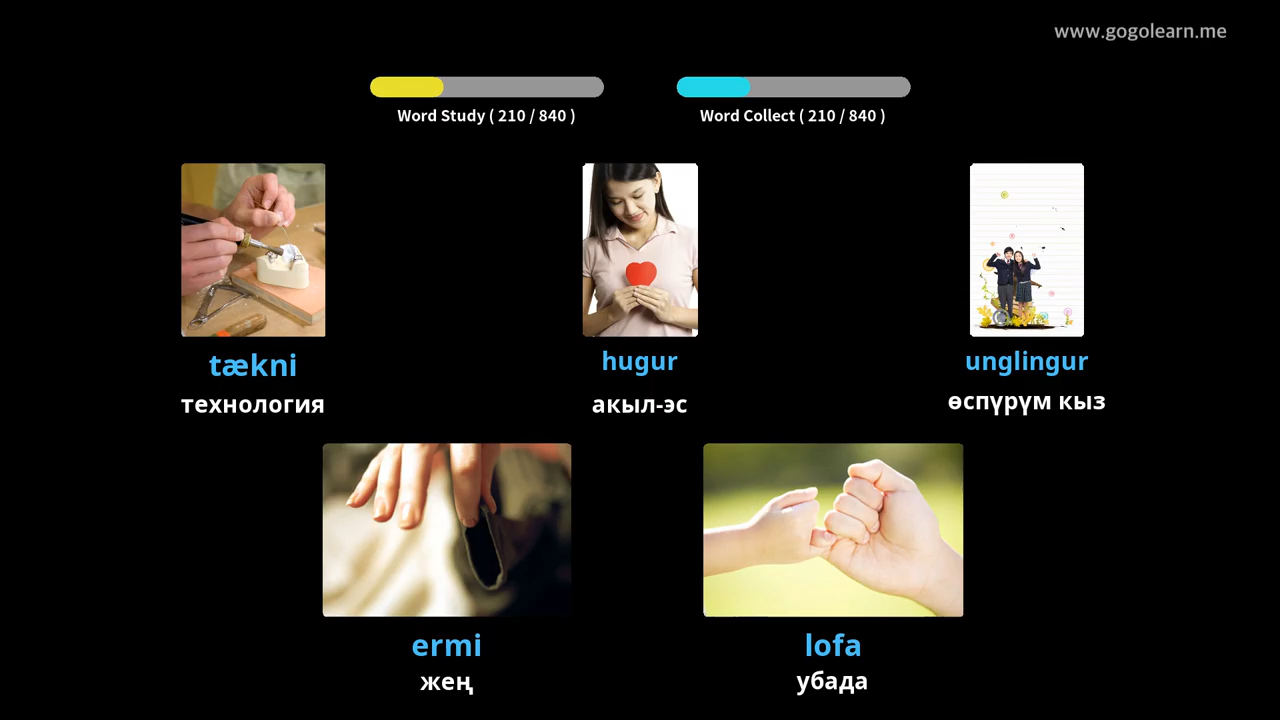 www.gogolearn.me
Word Study ( 210 / 840 )
Word Collect ( 210 / 840 )
tækni
технология
hugur
акыл-эс
unglingur
өспүрүм кыз
ermi
жең
lofa
убада